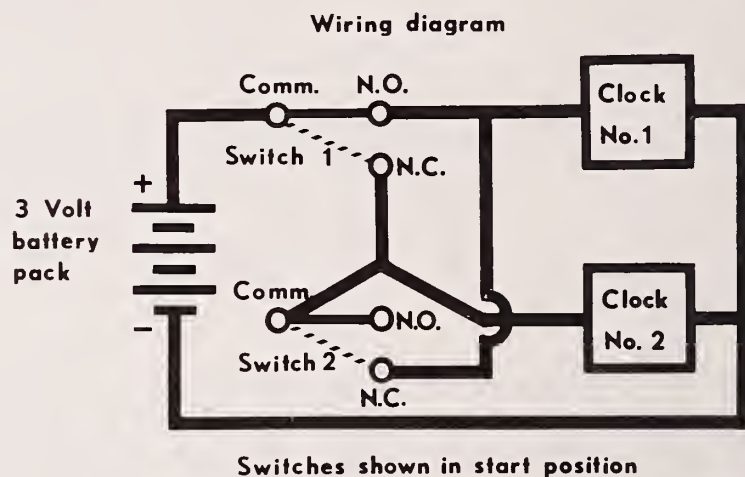 Wiring diagram
Comm.
N.O.
Clock
No.1
Switch 1
N.C.
+
3 Volt
battery
pack
Comm
N.O.
Clock
No. 2
−
Switch 2
N.C.
Switches shown in start position